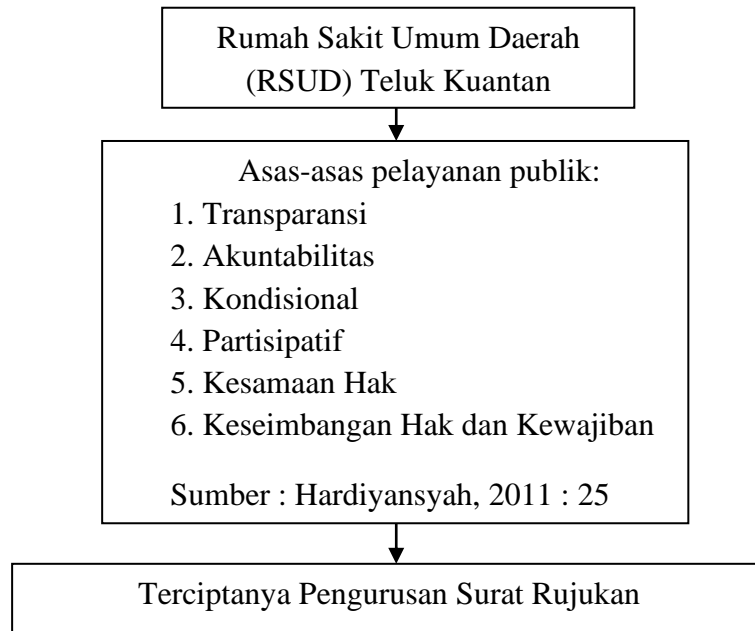 Rumah Sakit Umum Daerah
(RSUD) Teluk Kuantan
Asas-asas pelayanan publik:
1. Transparansi
2. Akuntabilitas
3. Kondisional
4. Partisipatif
5. Kesamaan Hak
6. Keseimbangan Hak dan Kewajiban
Sumber : Hardiyansyah, 2011 : 25
Terciptanya Pengurusan Surat Rujukan